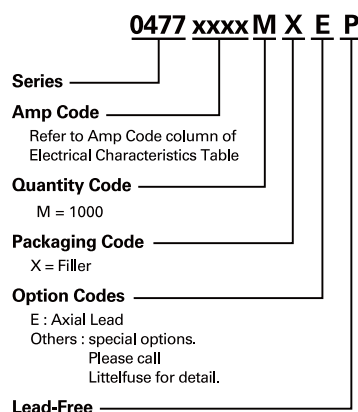 0477 xxxx M X E P
Series
Amp Code
Refer to Amp Code column of
Electrical Characteristics Table
Quantity Code
M = 1000
Packaging Code
X = Filler
Option Codes
E : Axial Lead
Others : special options.
Please call
Littelfuse for detail.
Lead-Free